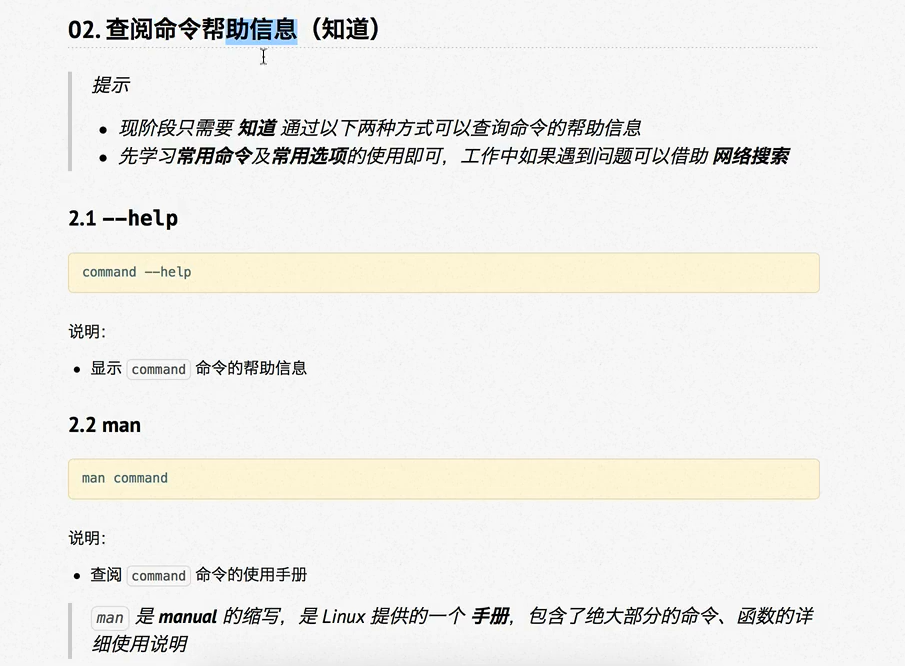 02. 查阅命令帮助信息（知道）
提示
• 现阶段只需要 知道 通过以下两种方式可以查询命令的帮助信息
• 先学习常用命令及常用选项的使用即可，工作中如果遇到问题可以借助 网络搜索
2.1 --help
command --help
说明：
• 显示 command 命令的帮助信息
2.2 man
man command
说明：
• 查阅 command 命令的使用手册
man 是 manual 的缩写，是 Linux 提供的一个 手册，包含了绝大部分的命令、函数的详
细使用说明